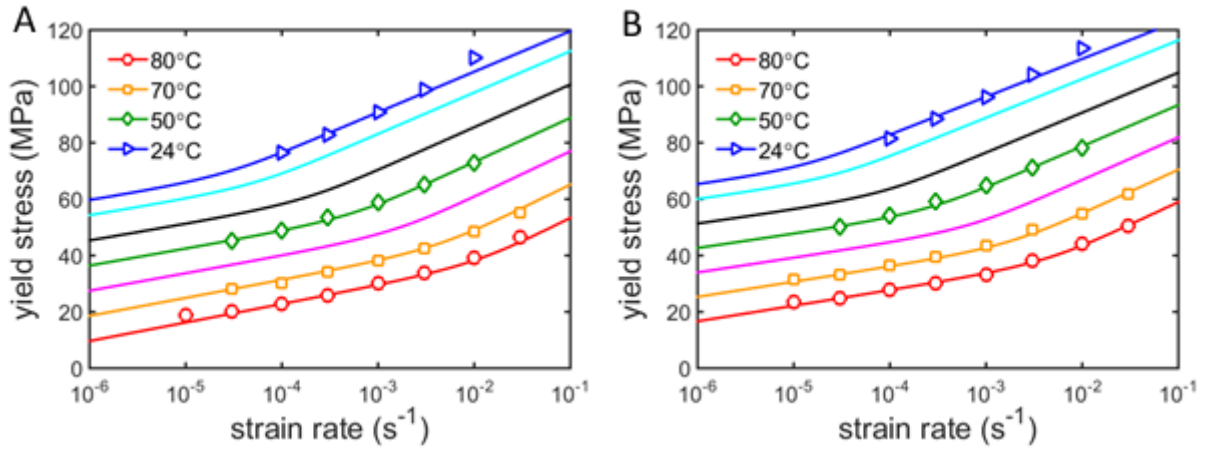 A
120
100
80
60
40
20
0
yield stress (MPa)
80°C
70°C
50°C
24°C
10⁻⁶ 10⁻⁵ 10⁻⁴ 10⁻³ 10⁻² 10⁻¹
strain rate (s⁻¹)
B
120
100
80
60
40
20
0
yield stress (MPa)
80°C
70°C
50°C
24°C
10⁻⁶ 10⁻⁵ 10⁻⁴ 10⁻³ 10⁻² 10⁻¹
strain rate (s⁻¹)